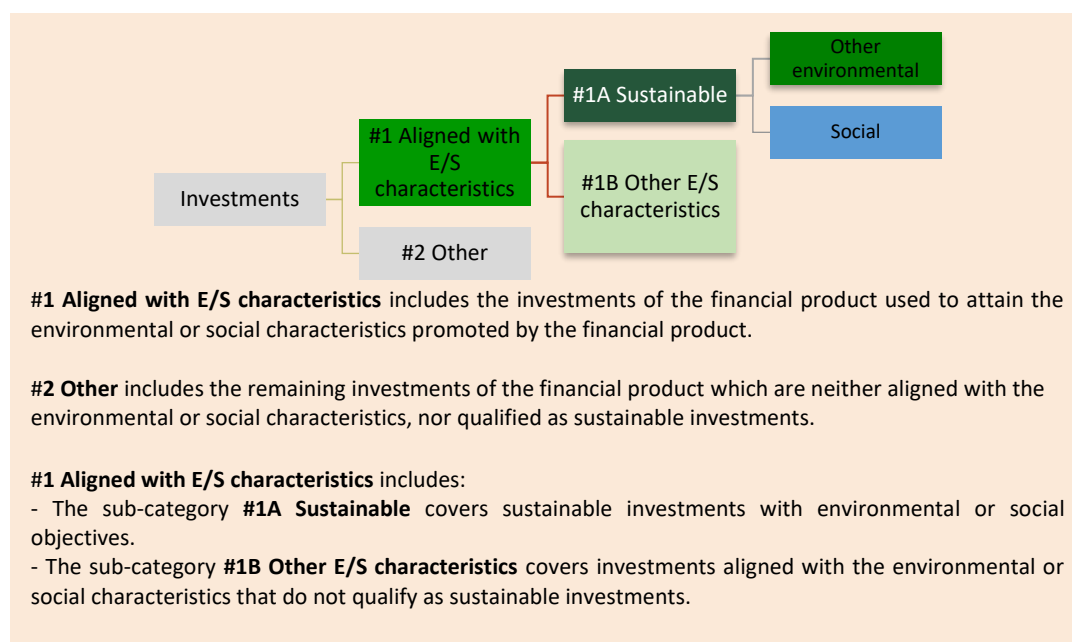 Other
environmental
#1A Sustainable
Social
#1 Aligned with
E/S
characteristics
#1B Other E/S
characteristics
Investments
#2 Other
#1 Aligned with E/S characteristics includes the investments of the financial product used to attain the
environmental or social characteristics promoted by the financial product.
#2 Other includes the remaining investments of the financial product which are neither aligned with the
environmental or social characteristics, nor qualified as sustainable investments.
#1 Aligned with E/S characteristics includes:
- The sub-category #1A Sustainable covers sustainable investments with environmental or social
objectives.
- The sub-category #1B Other E/S characteristics covers investments aligned with the environmental or
social characteristics that do not qualify as sustainable investments.